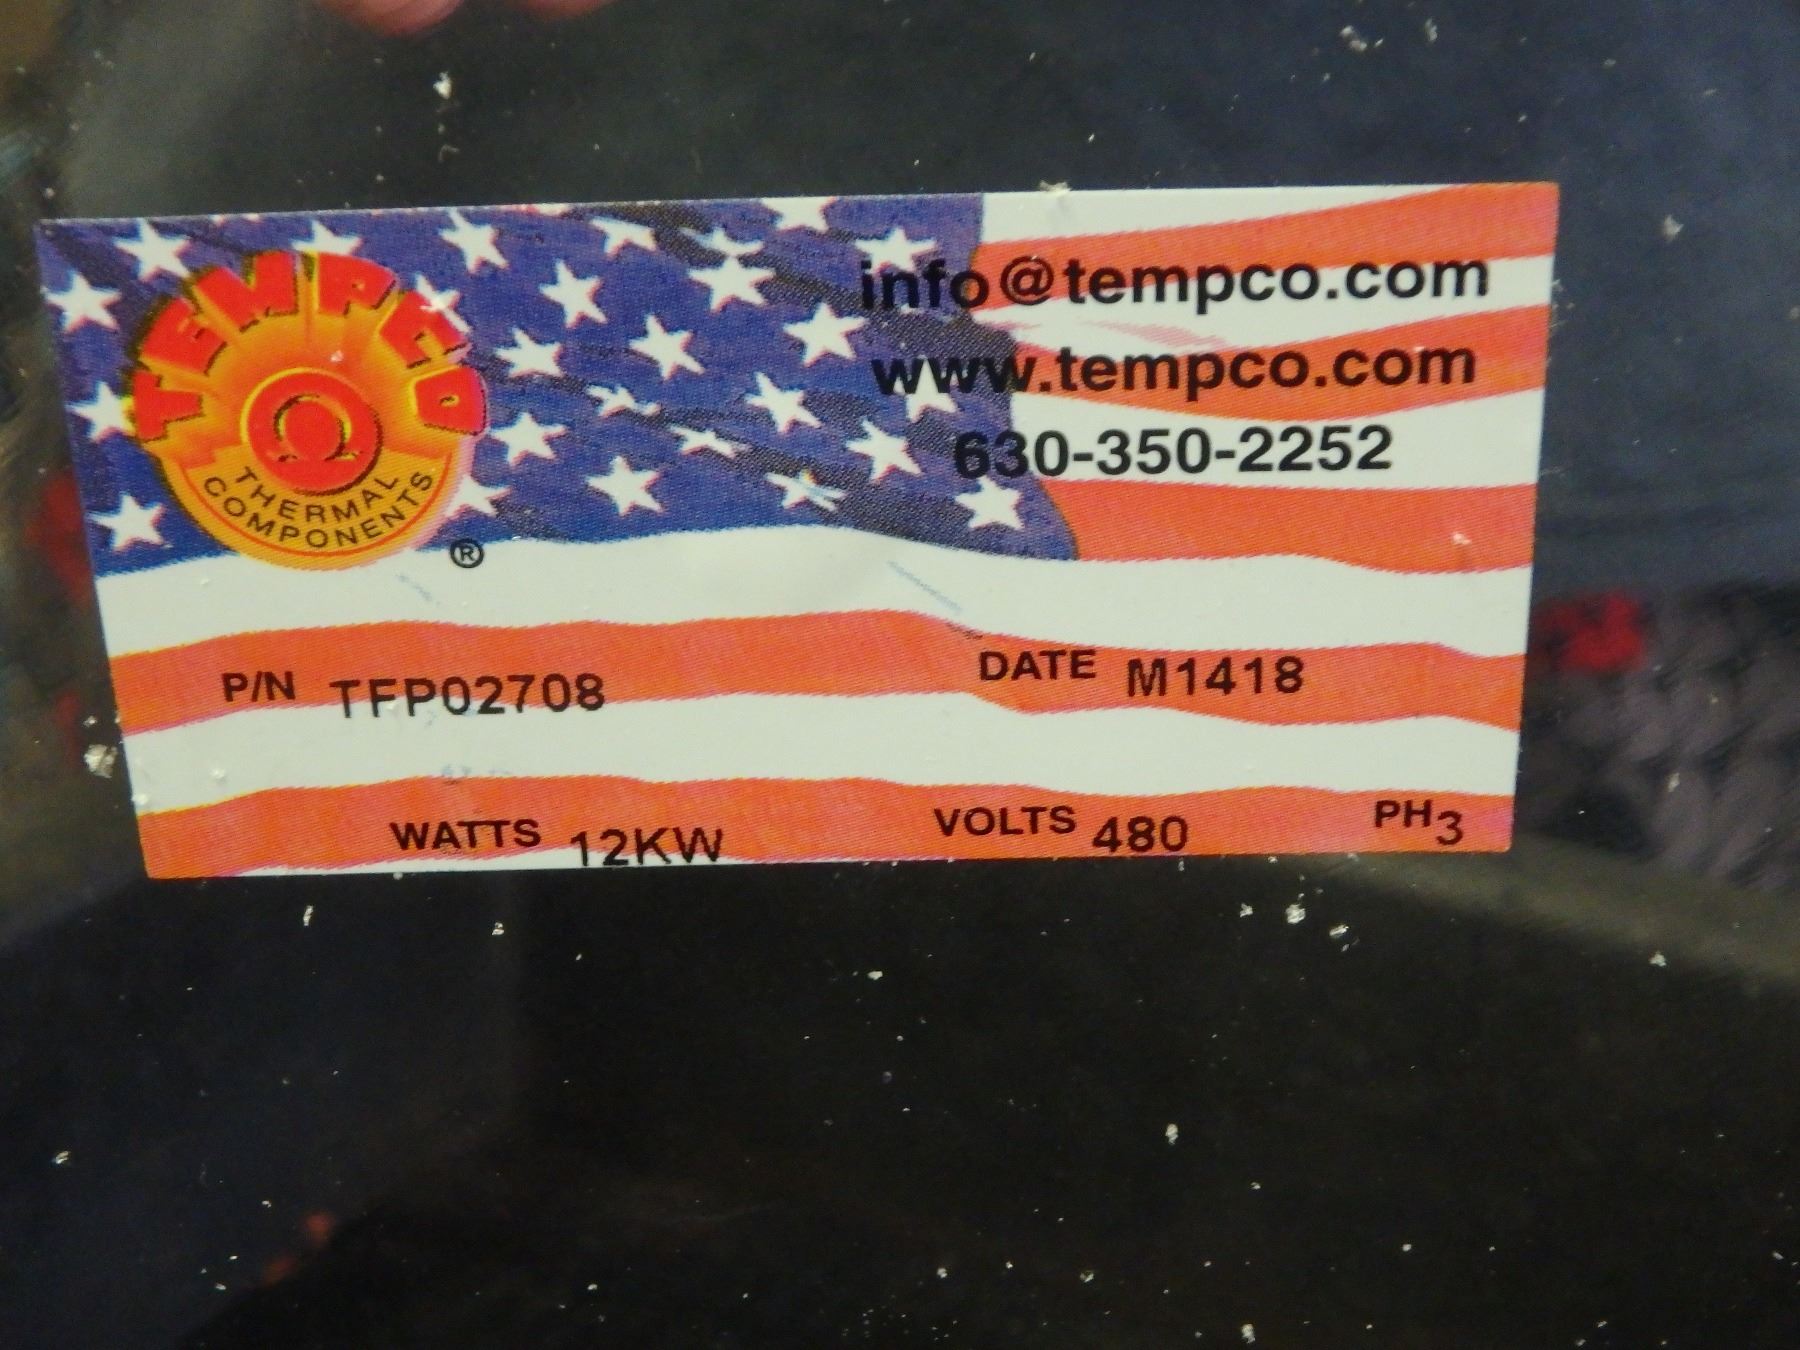 TEMPCO
THERMAL
COMPONENTS
®
info@tempco.com
www.tempco.com
630-350-2252
P/N TFP02708
DATE M1418
WATTS 12KW
VOLTS 480
PH3